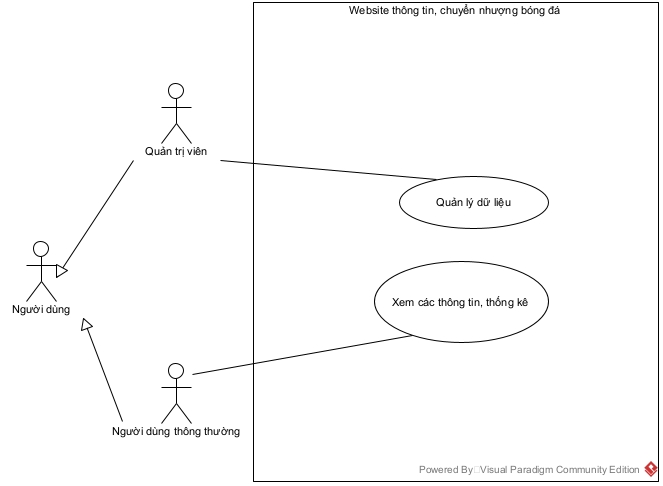 Website thông tin, chuyển nhượng bóng đá
Quản trị viên
Quản lý dữ liệu
Người dùng
Xem các thông tin, thống kê
Người dùng thông thường
Powered By□Visual Paradigm Community Edition